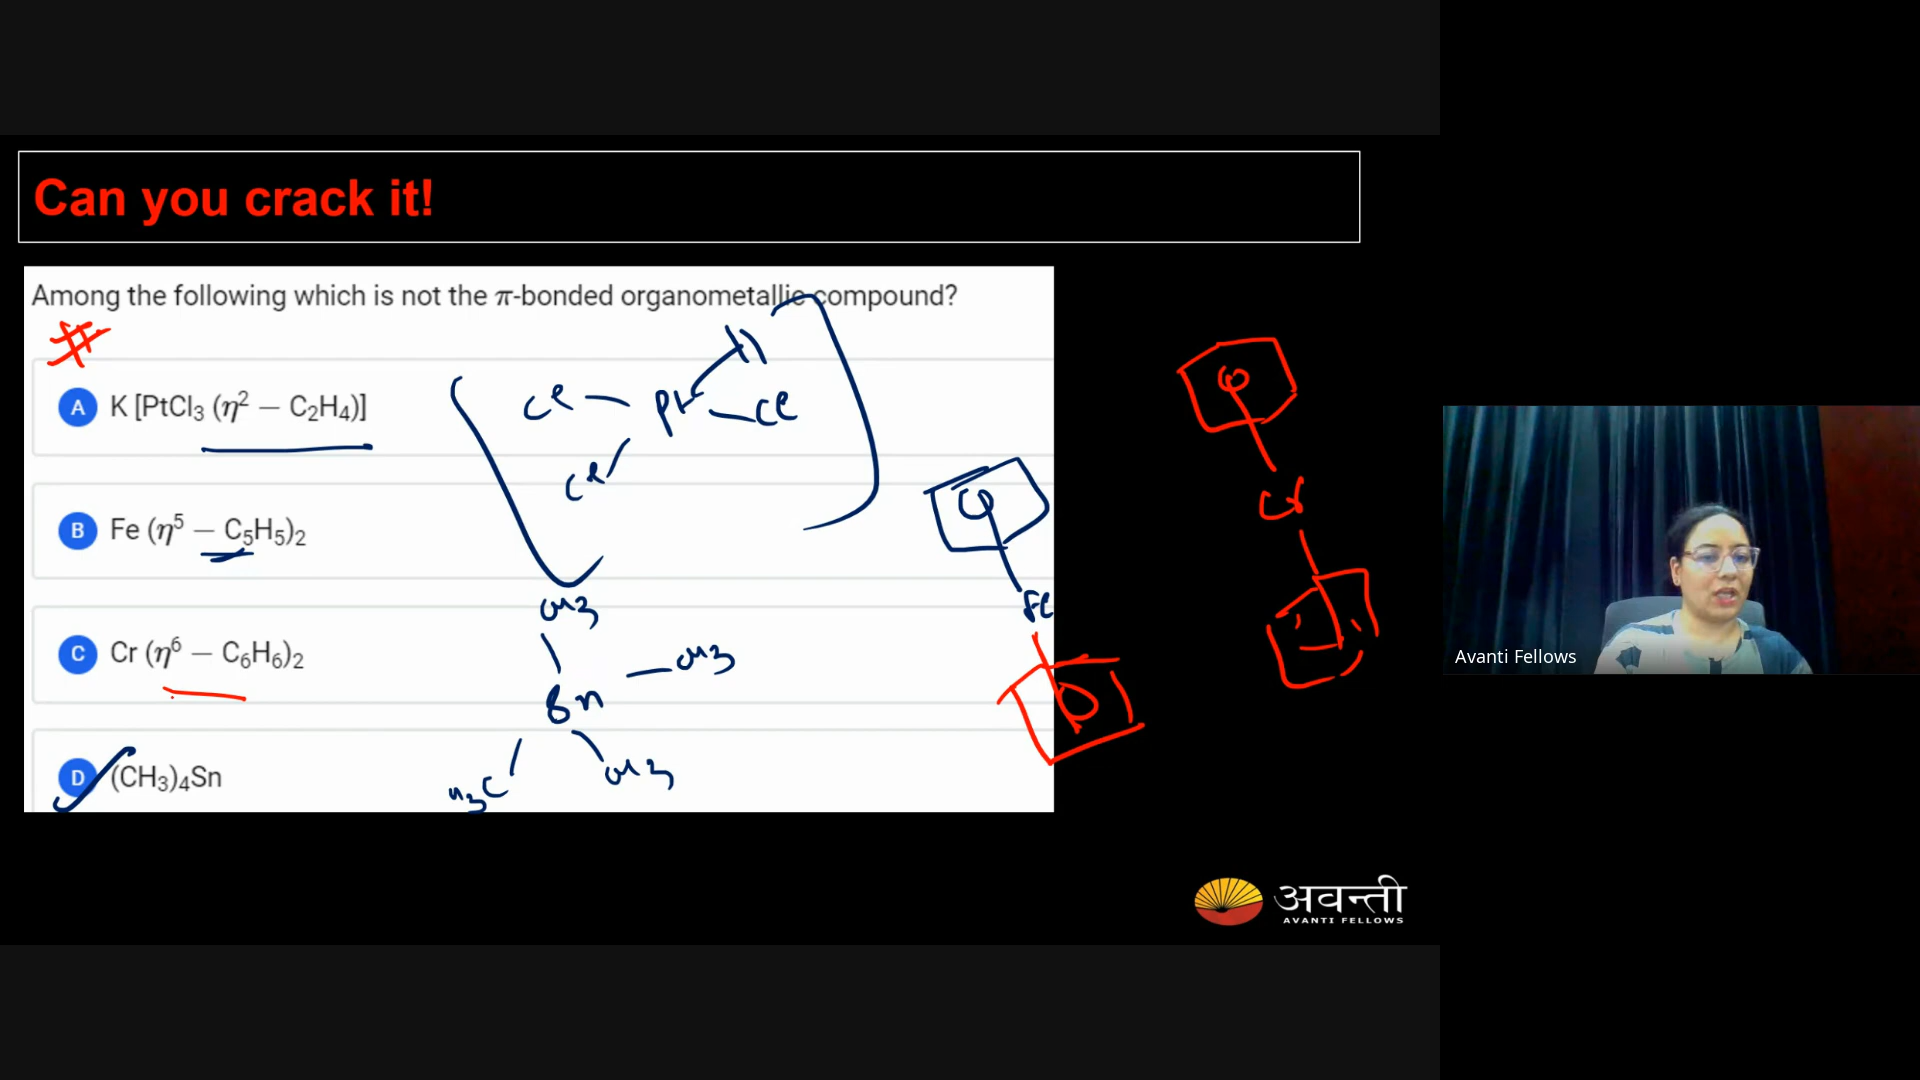 Can you crack it!
Among the following which is not the π-bonded organometallic compound?
A K [PtCl₃ (η² – C₂H₄)]
B Fe (η⁵ – C₅H₅)₂
C Cr (η⁶ – C₆H₆)₂
D (CH₃)₄Sn
Cl Pt Cl
Cl
Fe
CH3
CH3
Sn
H3C CH3
Cr
Avanti Fellows
अवन्ती
AVANTI FELLOWS